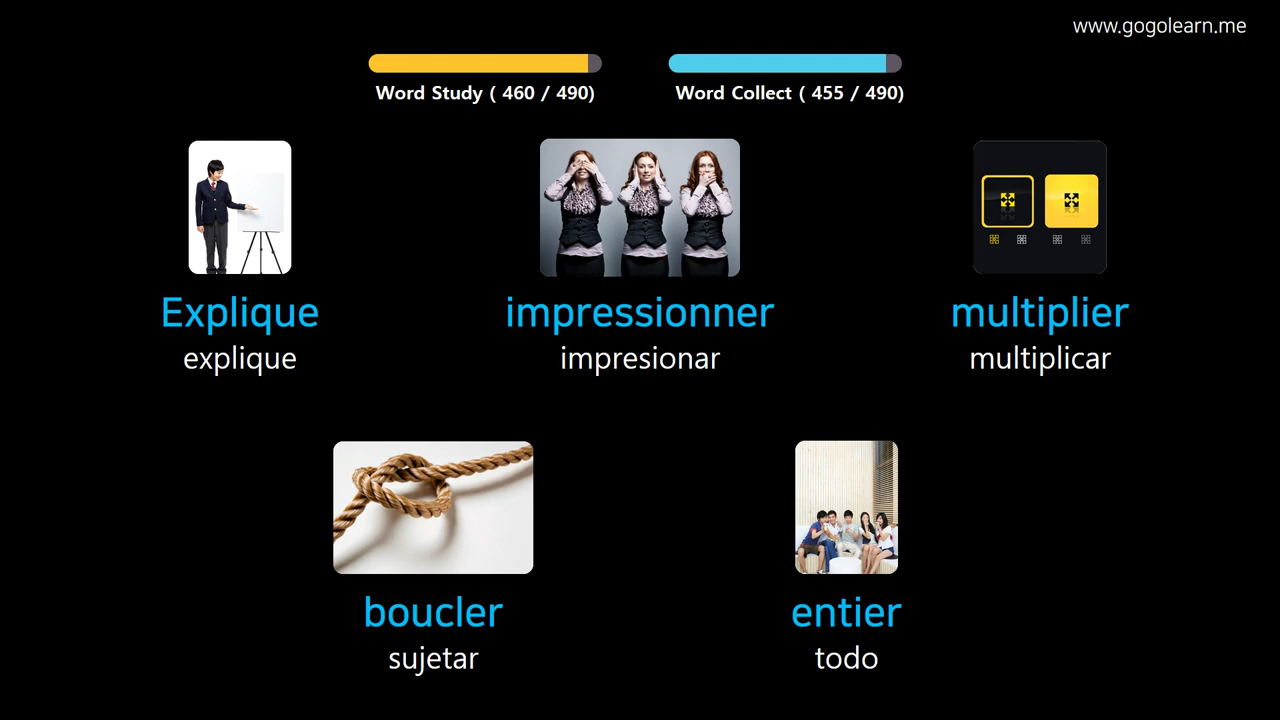 www.gogolearn.me
Word Study ( 460 / 490)
Word Collect ( 455 / 490)
Explique
explique
impressionner
impresionar
multiplier
multiplicar
boucler
sujetar
entier
todo